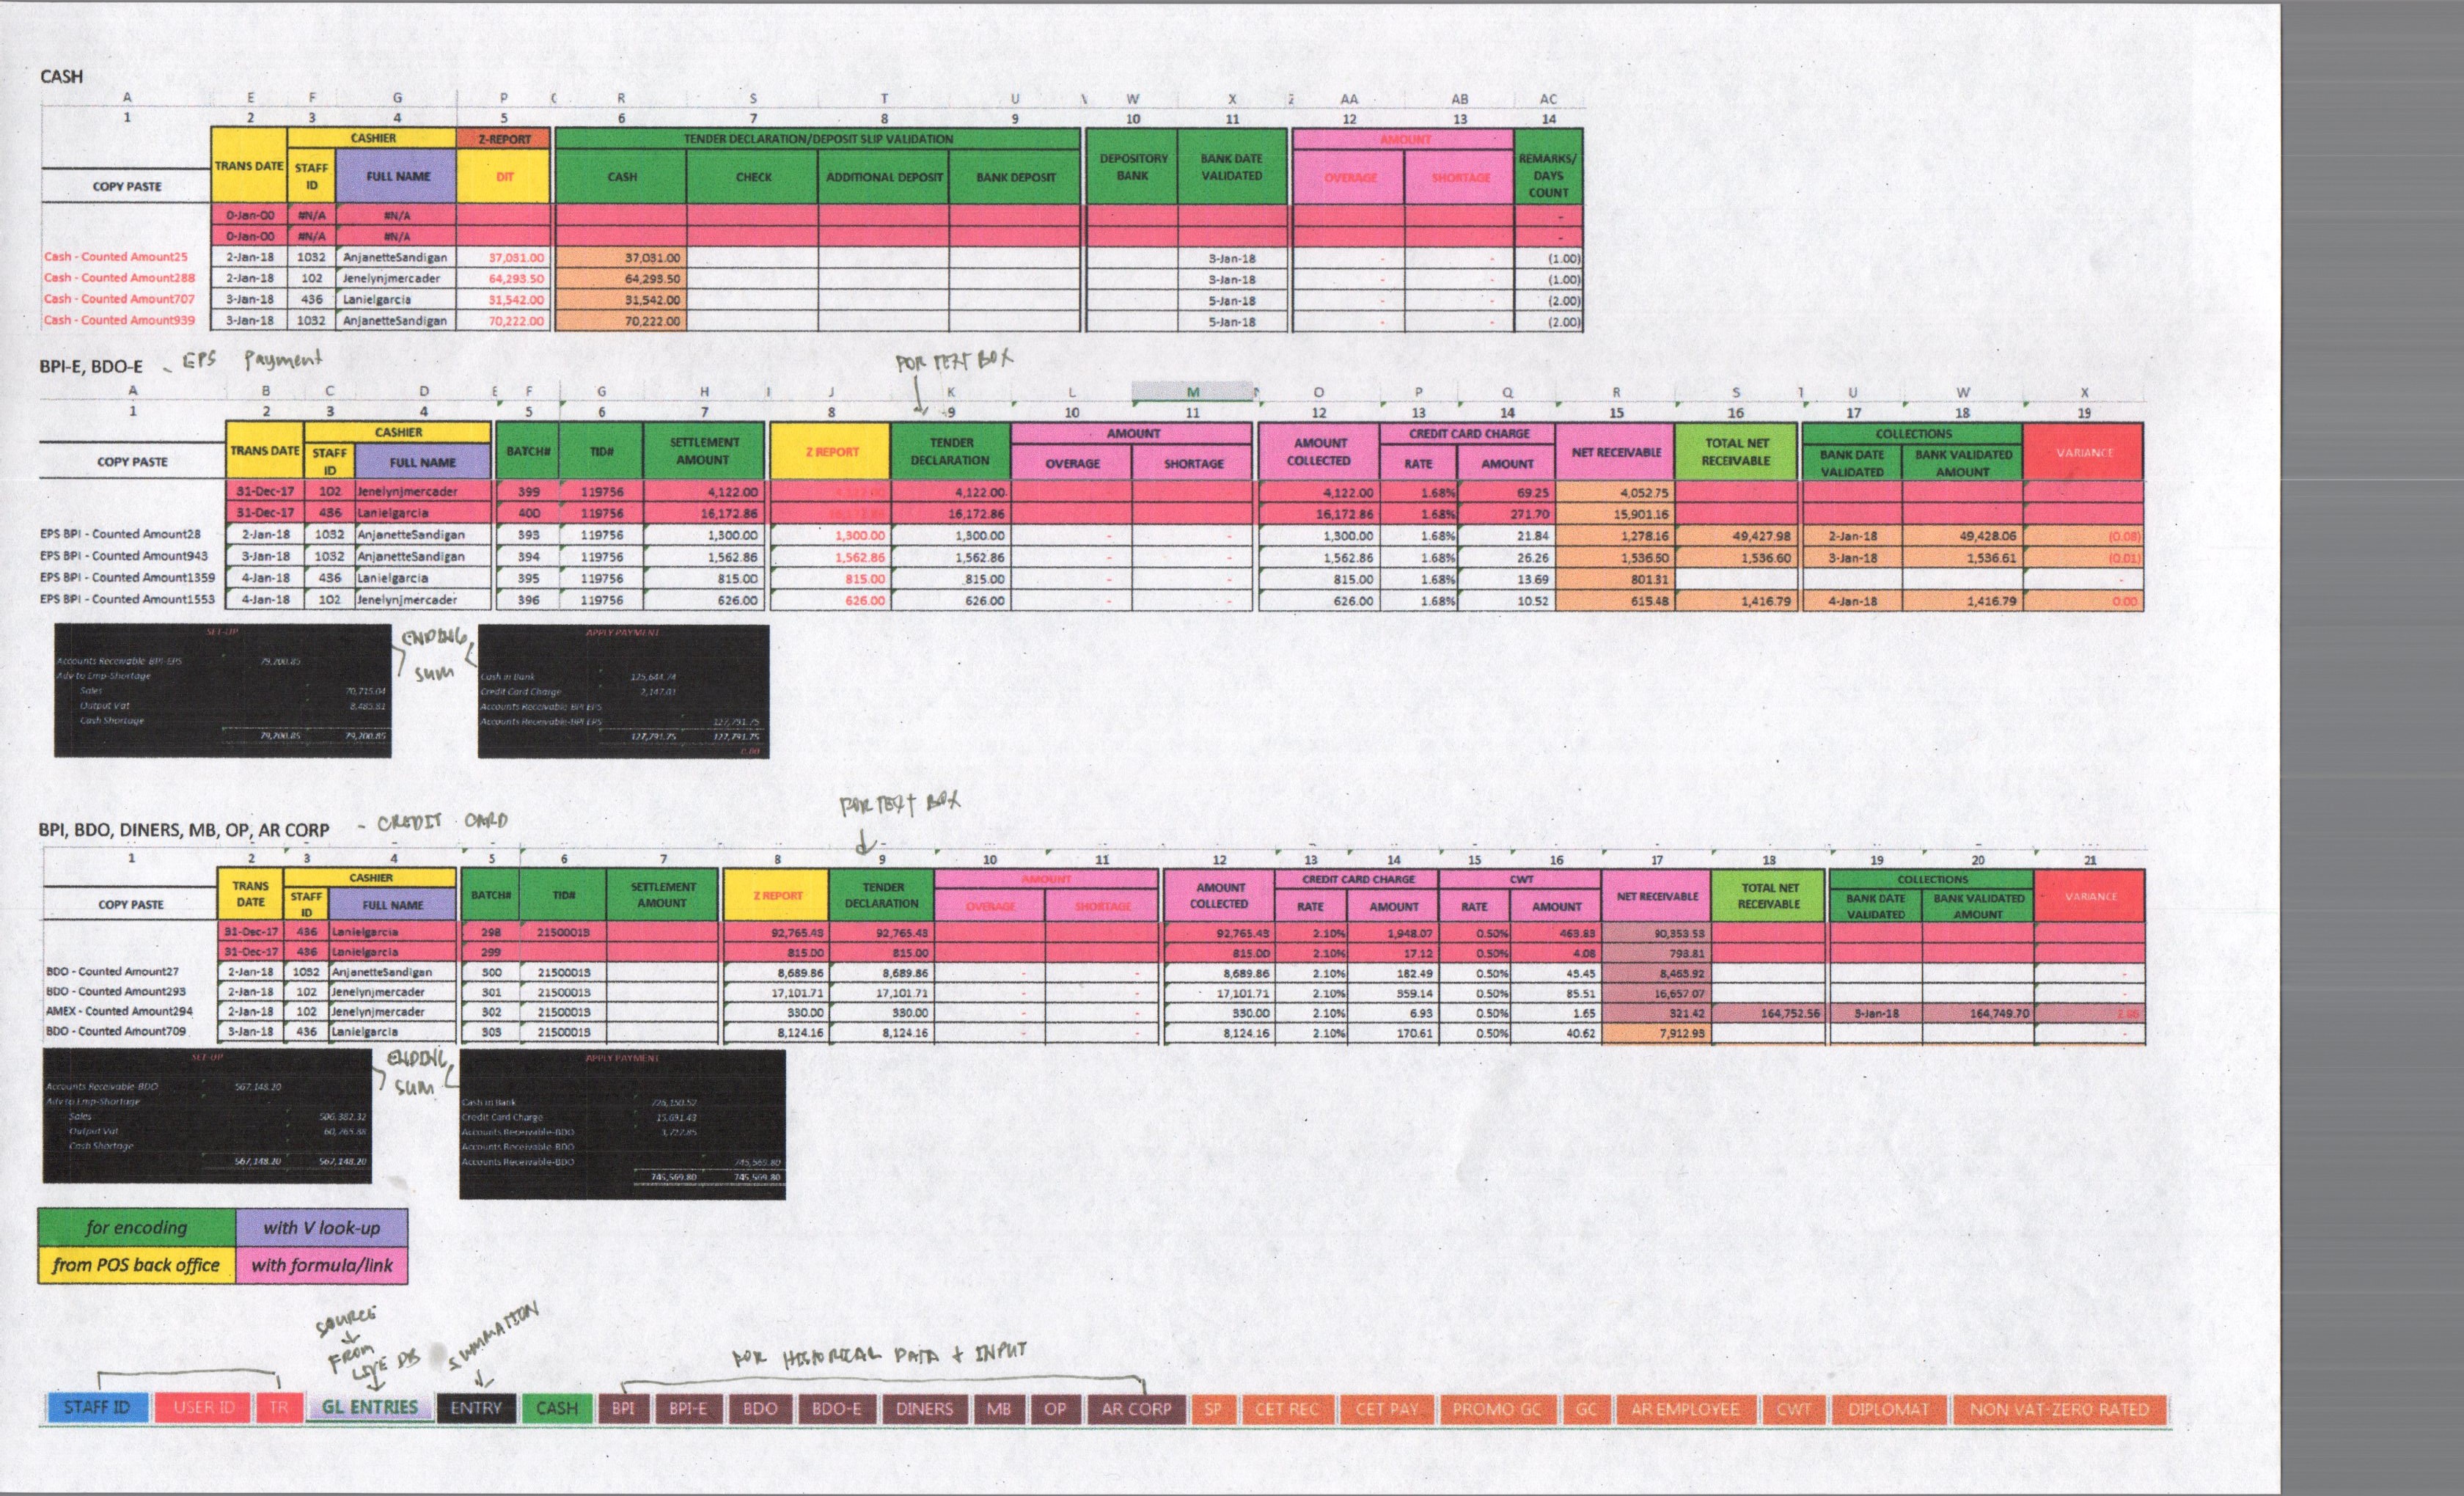 CASH
A E F G P R S T U W X AA AB AC
1 2 3 4 5 6 7 8 9 10 11 12 13 14
CASHIER Z-REPORT TENDER DECLARATION/DEPOSIT SLIP VALIDATION AMOUNT
COPY PASTE TRANS DATE STAFF ID FULL NAME DIT CASH CHECK ADDITIONAL DEPOSIT BANK DEPOSIT DEPOSITORY BANK BANK DATE VALIDATED OVERAGE SHORTAGE REMARKS/ DAYS COUNT
0-Jan-00 #N/A #N/A -
0-Jan-00 #N/A #N/A -
Cash - Counted Amount25 2-Jan-18 1032 AnjanetteSandigan 37,031.00 37,031.00 3-Jan-18 - - (1.00)
Cash - Counted Amount288 2-Jan-18 102 Jenelynjmercader 64,293.50 64,293.50 3-Jan-18 - - (1.00)
Cash - Counted Amount707 3-Jan-18 436 Lanielgarcia 31,542.00 31,542.00 5-Jan-18 - - (2.00)
Cash - Counted Amount939 3-Jan-18 1032 AnjanetteSandigan 70,222.00 70,222.00 5-Jan-18 - - (2.00)
BPI-E, BDO-E - EPS Payment FOR TEXT BOX
A B C D E F G H I J K L M O P Q R S T U W X
1 2 3 4 5 6 7 8 9 10 11 12 13 14 15 16 17 18 19
CASHIER AMOUNT CREDIT CARD CHARGE COLLECTIONS
COPY PASTE TRANS DATE STAFF ID FULL NAME BATCH# TID# SETTLEMENT AMOUNT Z REPORT TENDER DECLARATION OVERAGE SHORTAGE AMOUNT COLLECTED RATE AMOUNT NET RECEIVABLE TOTAL NET RECEIVABLE BANK DATE VALIDATED BANK VALIDATED AMOUNT VARIANCE
31-Dec-17 102 Jenelynjmercader 399 119756 4,122.00 4,122.00 4,122.00 4,122.00 1.68% 69.25 4,052.75
31-Dec-17 436 Lanielgarcia 400 119756 16,172.86 16,172.86 16,172.86 16,172.86 1.68% 271.70 15,901.16
EPS BPI - Counted Amount28 2-Jan-18 1032 AnjanetteSandigan 393 119756 1,300.00 1,300.00 1,300.00 - - 1,300.00 1.68% 21.84 1,278.16 49,427.98 2-Jan-18 49,428.06 (0.08)
EPS BPI - Counted Amount943 3-Jan-18 1032 AnjanetteSandigan 394 119756 1,562.86 1,562.86 1,562.86 - - 1,562.86 1.68% 26.26 1,536.60 1,536.60 3-Jan-18 1,536.61 (0.01)
EPS BPI - Counted Amount1359 4-Jan-18 436 Lanielgarcia 395 119756 815.00 815.00 815.00 - - 815.00 1.68% 13.69 801.31 -
EPS BPI - Counted Amount1553 4-Jan-18 102 Jenelynjmercader 396 119756 626.00 626.00 626.00 - - 626.00 1.68% 10.52 615.48 1,416.79 4-Jan-18 1,416.79 0.00
SET-UP
Accounts Receivable-BPI-EPS 79,200.85
Adv to Emp-Shortage
Sales 70,715.04
Output Vat 8,485.81
Cash Shortage
79,200.85 79,200.85
ENDING
SUM
APPLY PAYMENT
Cash in Bank 125,644.74
Credit Card Charge 2,147.01
Accounts Receivable-BPI EPS
Accounts Receivable-BPI EPS 127,791.75
127,791.75 127,791.75
0.00
BPI, BDO, DINERS, MB, OP, AR CORP - CREDIT CARD FOR TEXT BOX
1 2 3 4 5 6 7 8 9 10 11 12 13 14 15 16 17 18 19 20 21
CASHIER AMOUNT CREDIT CARD CHARGE CWT COLLECTIONS
COPY PASTE TRANS DATE STAFF ID FULL NAME BATCH# TID# SETTLEMENT AMOUNT Z REPORT TENDER DECLARATION OVERAGE SHORTAGE AMOUNT COLLECTED RATE AMOUNT RATE AMOUNT NET RECEIVABLE TOTAL NET RECEIVABLE BANK DATE VALIDATED BANK VALIDATED AMOUNT VARIANCE
31-Dec-17 436 Lanielgarcia 298 21500013 92,765.43 92,765.43 92,765.43 2.10% 1,948.07 0.50% 463.83 90,353.53
31-Dec-17 436 Lanielgarcia 299 815.00 815.00 815.00 2.10% 17.12 0.50% 4.08 793.81
BDO - Counted Amount27 2-Jan-18 1032 AnjanetteSandigan 300 21500013 8,689.86 8,689.86 - - 8,689.86 2.10% 182.49 0.50% 43.45 8,463.92 -
BDO - Counted Amount293 2-Jan-18 102 Jenelynjmercader 301 21500013 17,101.71 17,101.71 - - 17,101.71 2.10% 359.14 0.50% 85.51 16,657.07 -
AMEX - Counted Amount294 2-Jan-18 102 Jenelynjmercader 302 21500013 330.00 330.00 - - 330.00 2.10% 6.93 0.50% 1.65 321.42 164,752.56 3-Jan-18 164,749.70 2.86
BDO - Counted Amount709 3-Jan-18 436 Lanielgarcia 303 21500013 8,124.16 8,124.16 - - 8,124.16 2.10% 170.61 0.50% 40.62 7,912.93 -
SET-UP
Accounts Receivable-BDO 567,148.20
Adv to Emp-Shortage
Sales 506,382.32
Output Vat 60,765.88
Cash Shortage
567,148.20 567,148.20
ENDING
SUM
APPLY PAYMENT
Cash in Bank 726,150.52
Credit Card Charge 15,691.43
Accounts Receivable-BDO 3,727.85
Accounts Receivable-BDO
Accounts Receivable-BDO 745,569.80
745,569.80 745,569.80
for encoding with V look-up
from POS back office with formula/link
SOURCE
FROM
LIVE DB
SUMMATION
FOR HISTORICAL DATA + INPUT
STAFF ID USER ID TR GL ENTRIES ENTRY CASH BPI BPI-E BDO BDO-E DINERS MB OP AR CORP SP CET REC CET PAY PROMO GC GC AR EMPLOYEE CWT DIPLOMAT NON VAT-ZERO RATED